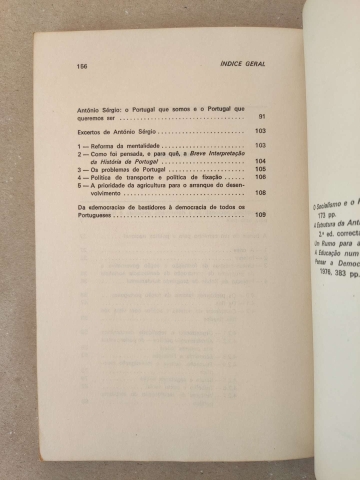 156
ÍNDICE GERAL
António Sérgio: o Portugal que somos e o Portugal que
queremos ser 91
Excertos de António Sérgio 103
1 — Reforma da mentalidade 103
2 — Como foi pensada, e para quê, a Breve Interpretação
da História de Portugal 104
3 — Os problemas de Portugal 105
4 — Política de transporte e política de fixação 106
5 — A prioridade da agricultura para o arranque do desen-
volvimento 108
Da «democracia» de bastidores à democracia de todos os
Portugueses 109
O Socialismo e o
173 pp.
A Estrutura da
2.ª ed. correcta
Um Rumo para
A Educação num
Pensar a Democ
1976, 383 pp.